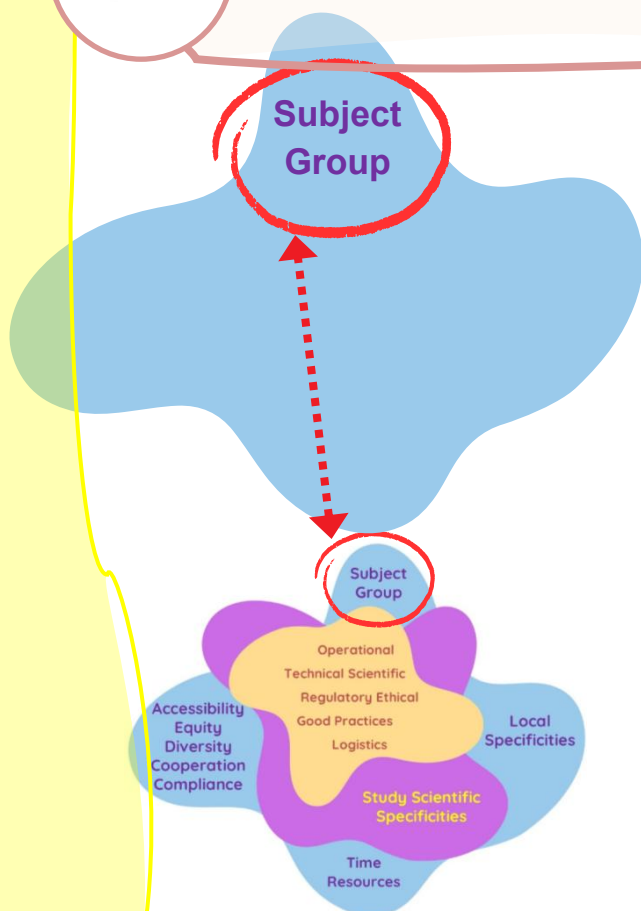 Subject
Group
Subject
Group
Operational
Technical Scientific
Regulatory Ethical
Good Practices
Logistics
Accessibility
Equity
Diversity
Cooperation
Compliance
Local
Specificities
Study Scientific
Specificities
Time
Resources